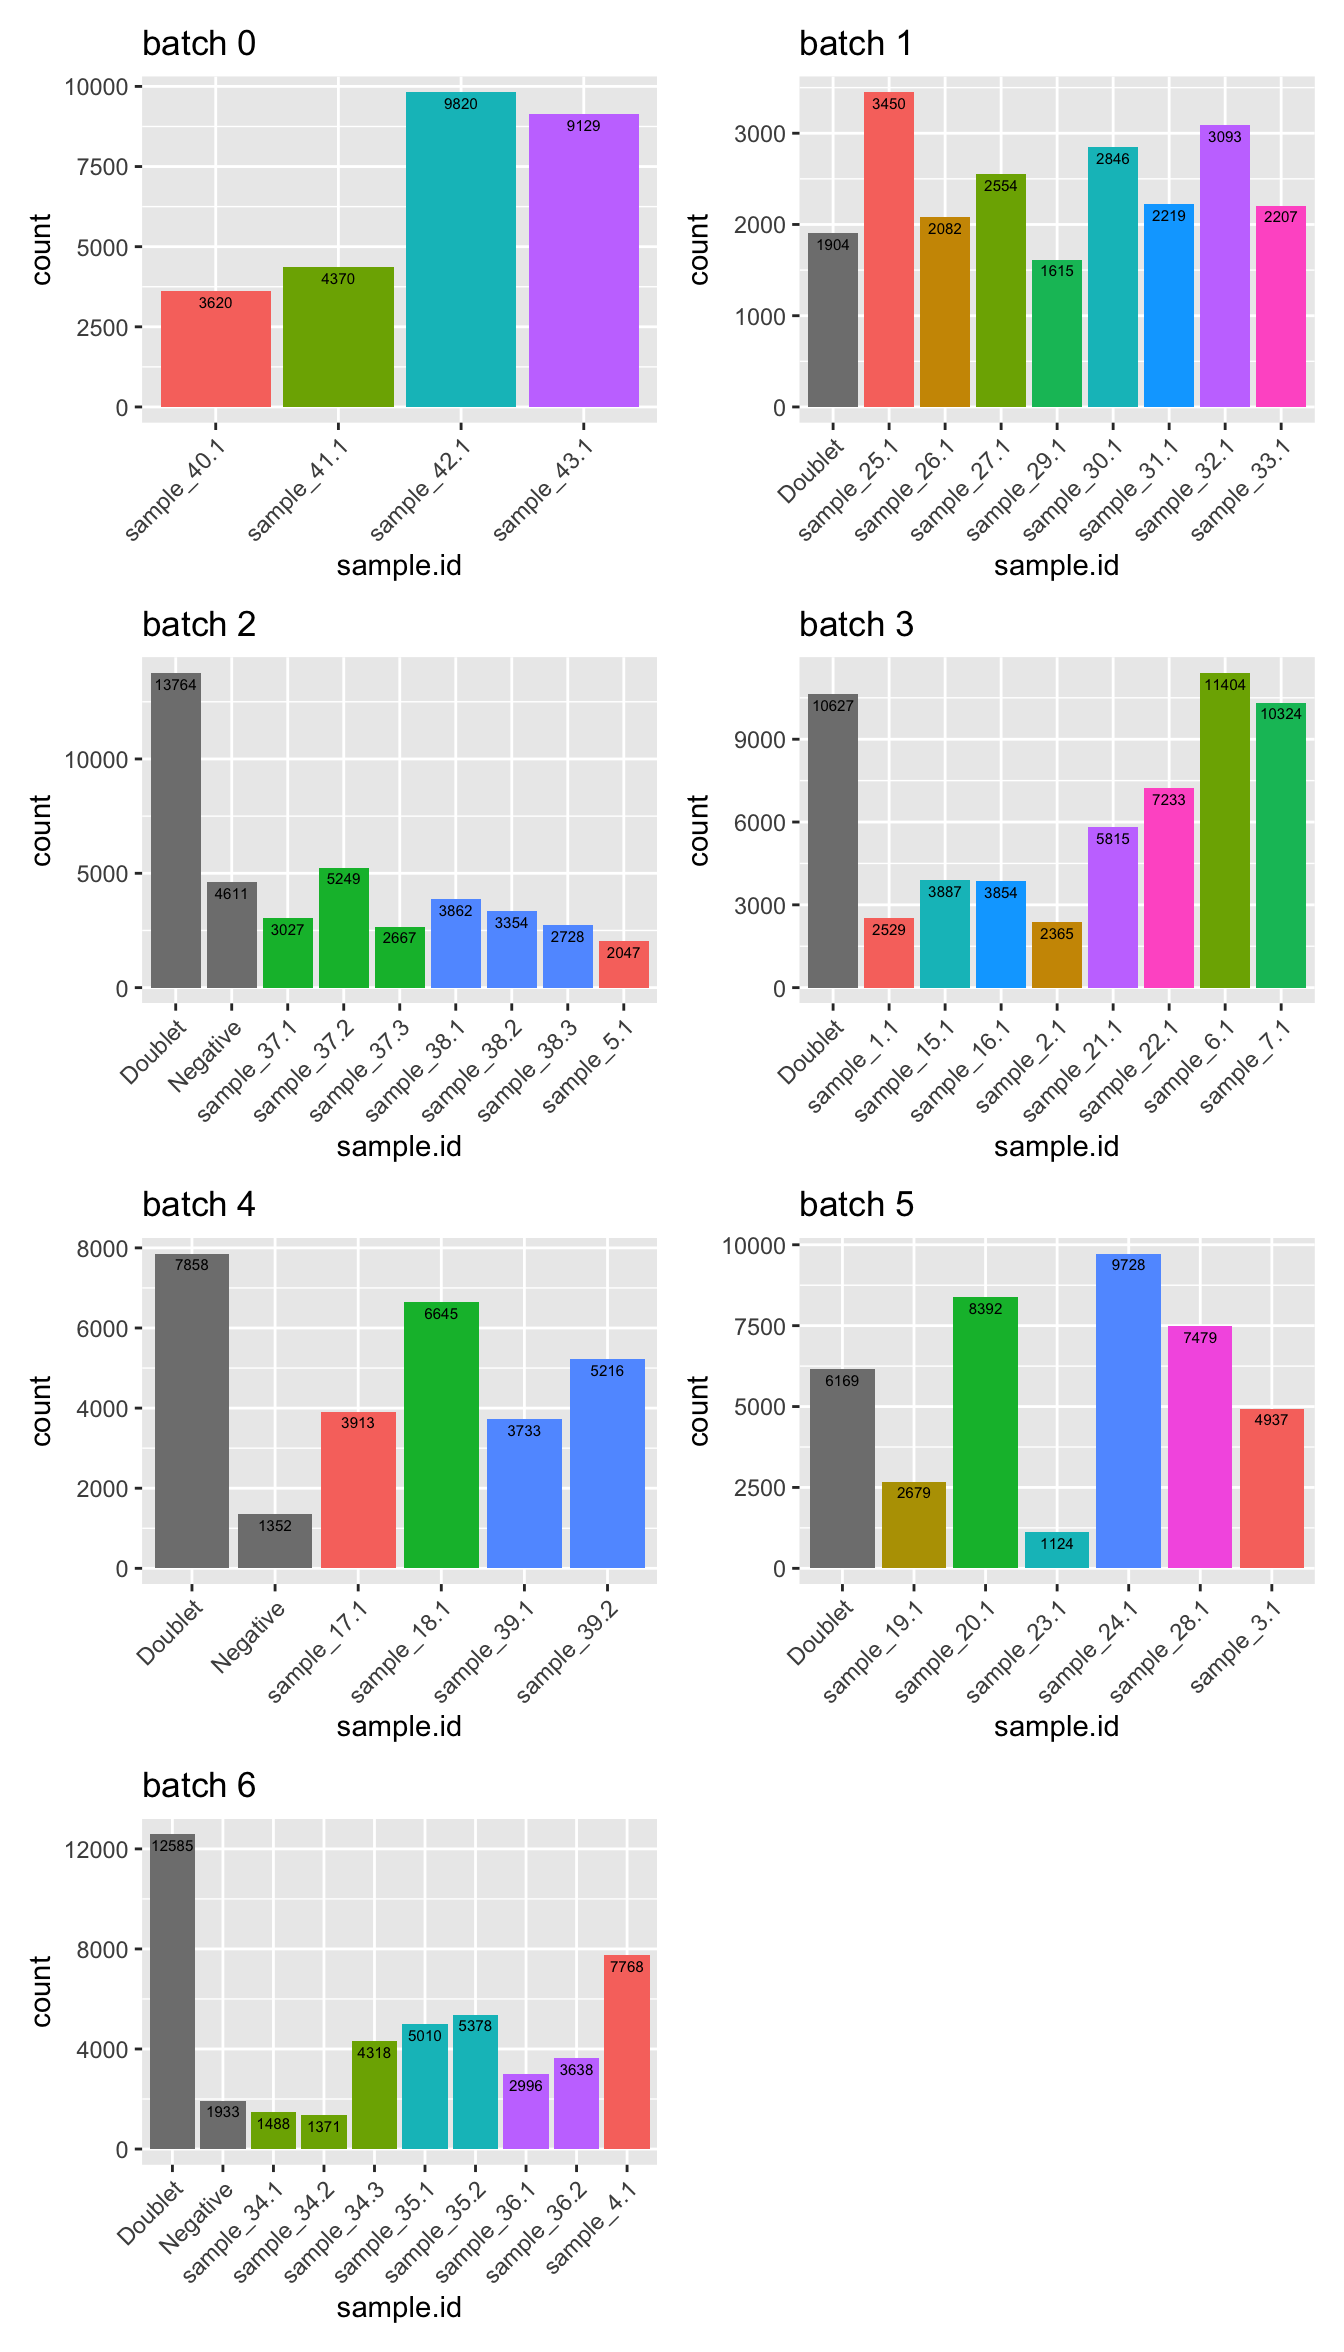 batch 0
count
10000
7500
5000
2500
0
3620
4370
9820
9129
sample_40.1
sample_41.1
sample_42.1
sample_43.1
sample.id
batch 1
count
3000
2000
1000
0
1904
3450
2082
2554
1615
2846
2219
3093
2207
Doublet
sample_25.1
sample_26.1
sample_27.1
sample_29.1
sample_30.1
sample_31.1
sample_32.1
sample_33.1
sample.id
batch 2
count
10000
5000
0
13764
4611
3027
5249
2667
3862
3354
2728
2047
Doublet
Negative
sample_37.1
sample_37.2
sample_37.3
sample_38.1
sample_38.2
sample_38.3
sample_5.1
sample.id
batch 3
count
9000
6000
3000
0
10627
2529
3887
3854
2365
5815
7233
11404
10324
Doublet
sample_1.1
sample_15.1
sample_16.1
sample_2.1
sample_21.1
sample_22.1
sample_6.1
sample_7.1
sample.id
batch 4
count
8000
6000
4000
2000
0
7858
1352
3913
6645
3733
5216
Doublet
Negative
sample_17.1
sample_18.1
sample_39.1
sample_39.2
sample.id
batch 5
count
10000
7500
5000
2500
0
6169
2679
8392
1124
9728
7479
4937
Doublet
sample_19.1
sample_20.1
sample_23.1
sample_24.1
sample_28.1
sample_3.1
sample.id
batch 6
count
12000
8000
4000
0
12585
1933
1488
1371
4318
5010
5378
2996
3638
7768
Doublet
Negative
sample_34.1
sample_34.2
sample_34.3
sample_35.1
sample_35.2
sample_36.1
sample_36.2
sample_4.1
sample.id